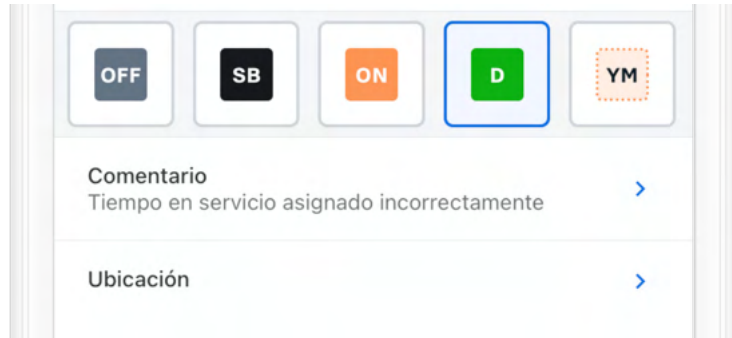 OFF SB ON D YM
Comentario
Tiempo en servicio asignado incorrectamente
Ubicación